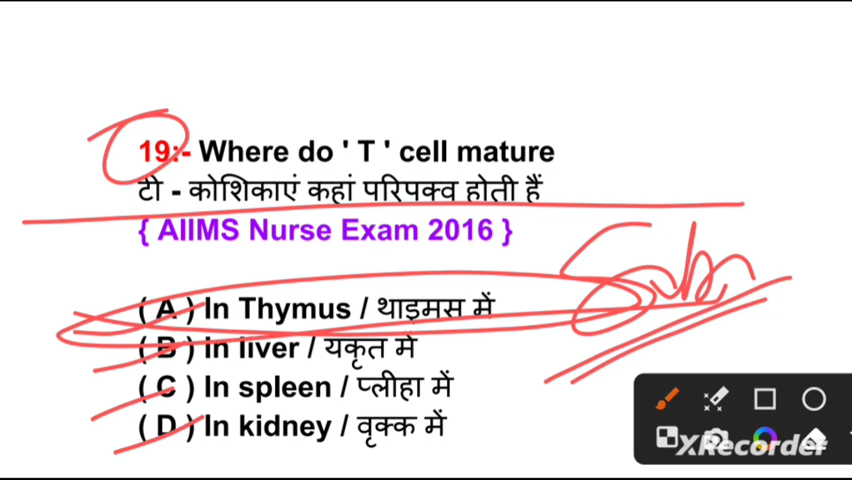 19:- Where do ' T ' cell mature
टी - कोशिकाएं कहां परिपक्व होती हैं
{ AIIMS Nurse Exam 2016 }
( A ) In Thymus / थाइमस में
( B ) In liver / यकृत में
( C ) In spleen / प्लीहा में
( D ) In kidney / वृक्क में
XRecorder